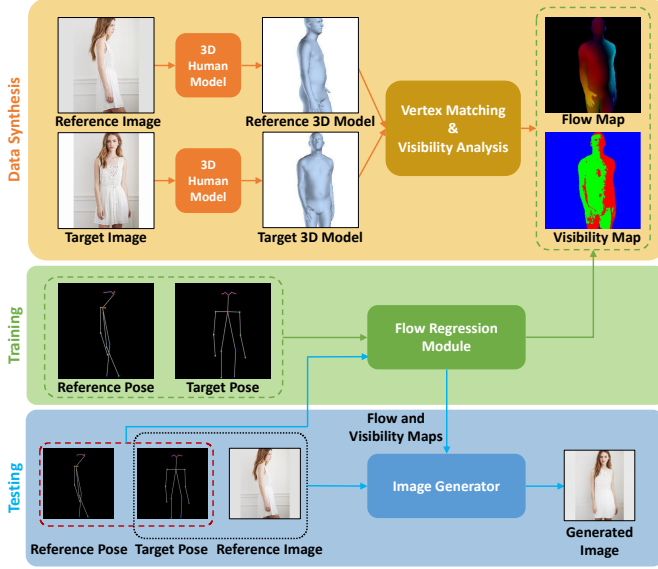 Data Synthesis
3D
Human
Model
Reference Image
Reference 3D Model
3D
Human
Model
Target Image
Target 3D Model
Vertex Matching
&
Visibility Analysis
Flow Map
Visibility Map
Training
Reference Pose
Target Pose
Flow Regression
Module
Testing
Flow and
Visibility Maps
Reference Pose
Target Pose
Reference Image
Image Generator
Generated
Image